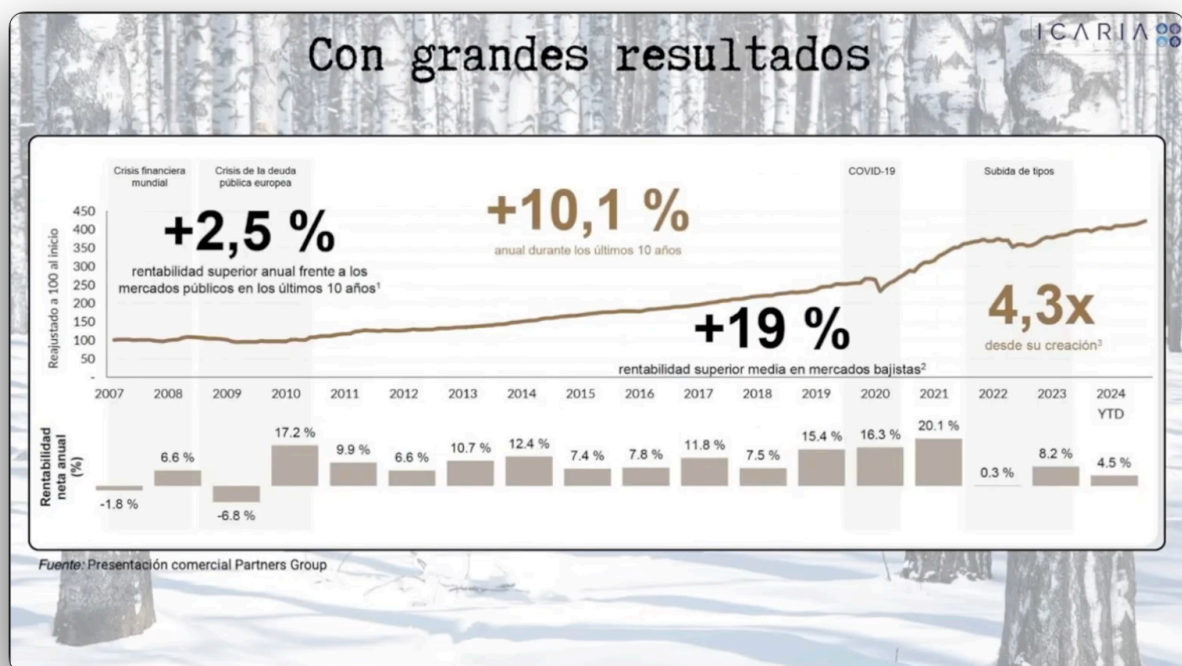 ICARIA
Con grandes resultados
Crisis financiera
mundial
Crisis de la deuda
pública europea
COVID-19
Subida de tipos
+2,5 %
rentabilidad superior anual frente a los
mercados públicos en los últimos 10 años¹
+10,1 %
anual durante los últimos 10 años
+19 %
rentabilidad superior media en mercados bajistas²
4,3x
desde su creación³
Reajustado a 100 al inicio
450
400
350
300
250
200
150
100
50
-
2007 2008 2009 2010 2011 2012 2013 2014 2015 2016 2017 2018 2019 2020 2021 2022 2023 2024
YTD
Rentabilidad
neta anual
(%)
-1.8 % 6.6 % -6.8 % 17.2 % 9.9 % 6.6 % 10.7 % 12.4 % 7.4 % 7.8 % 11.8 % 7.5 % 15.4 % 16.3 % 20.1 % 0.3 % 8.2 % 4.5 %
Fuente: Presentación comercial Partners Group